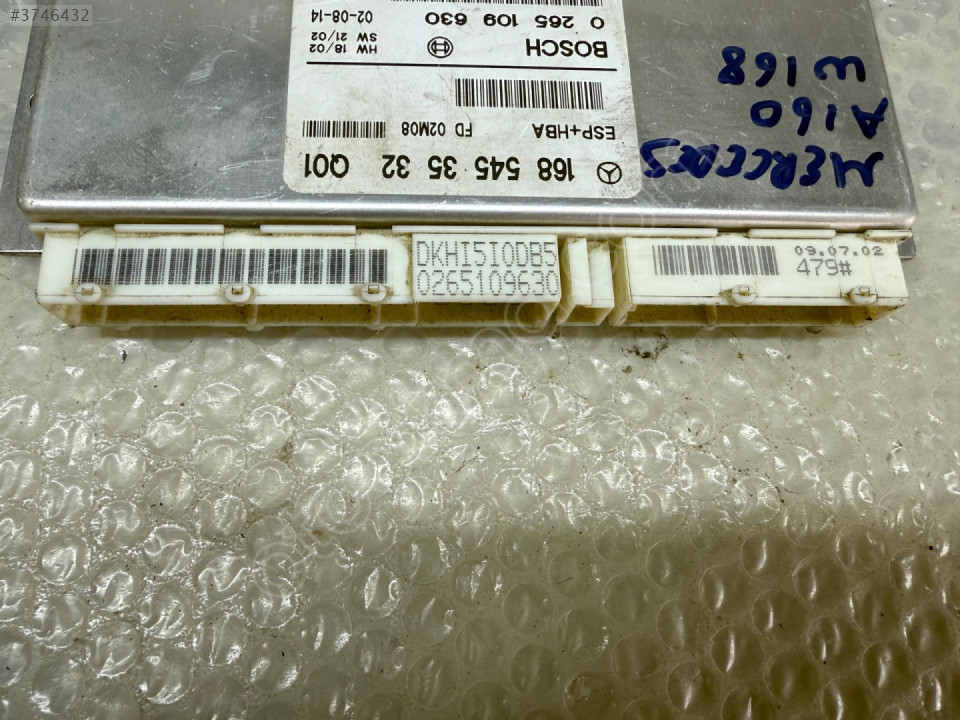 #3746432
168 545 35 32 Q01
ESP+HBA FD 02M08
BOSCH
HW 18/02
SW 21/02
0 265 109 630
02-08-14
MERCEDES
A160
W168
DKHI5I0DB5
0265109630
09.07.02
479#